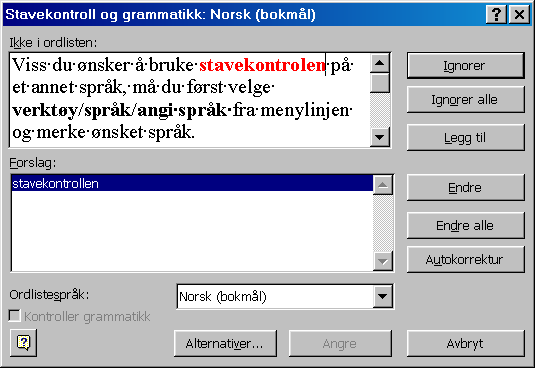 Stavekontroll og grammatikk: Norsk (bokmål)
Ikke i ordlisten:
Viss·du·ønsker·å·bruke·stavekontrolen·på·
et·annet·språk,·må·du·først·velge·
verktøy/språk/angi·språk·fra·menylinjen·
og·merke·ønsket·språk.
Ignorer
Ignorer alle
Legg til
Forslag:
stavekontrollen
Endre
Endre alle
Autokorrektur
Ordlistespråk:
Norsk (bokmål)
Kontroller grammatikk
Alternativer...
Angre
Avbryt